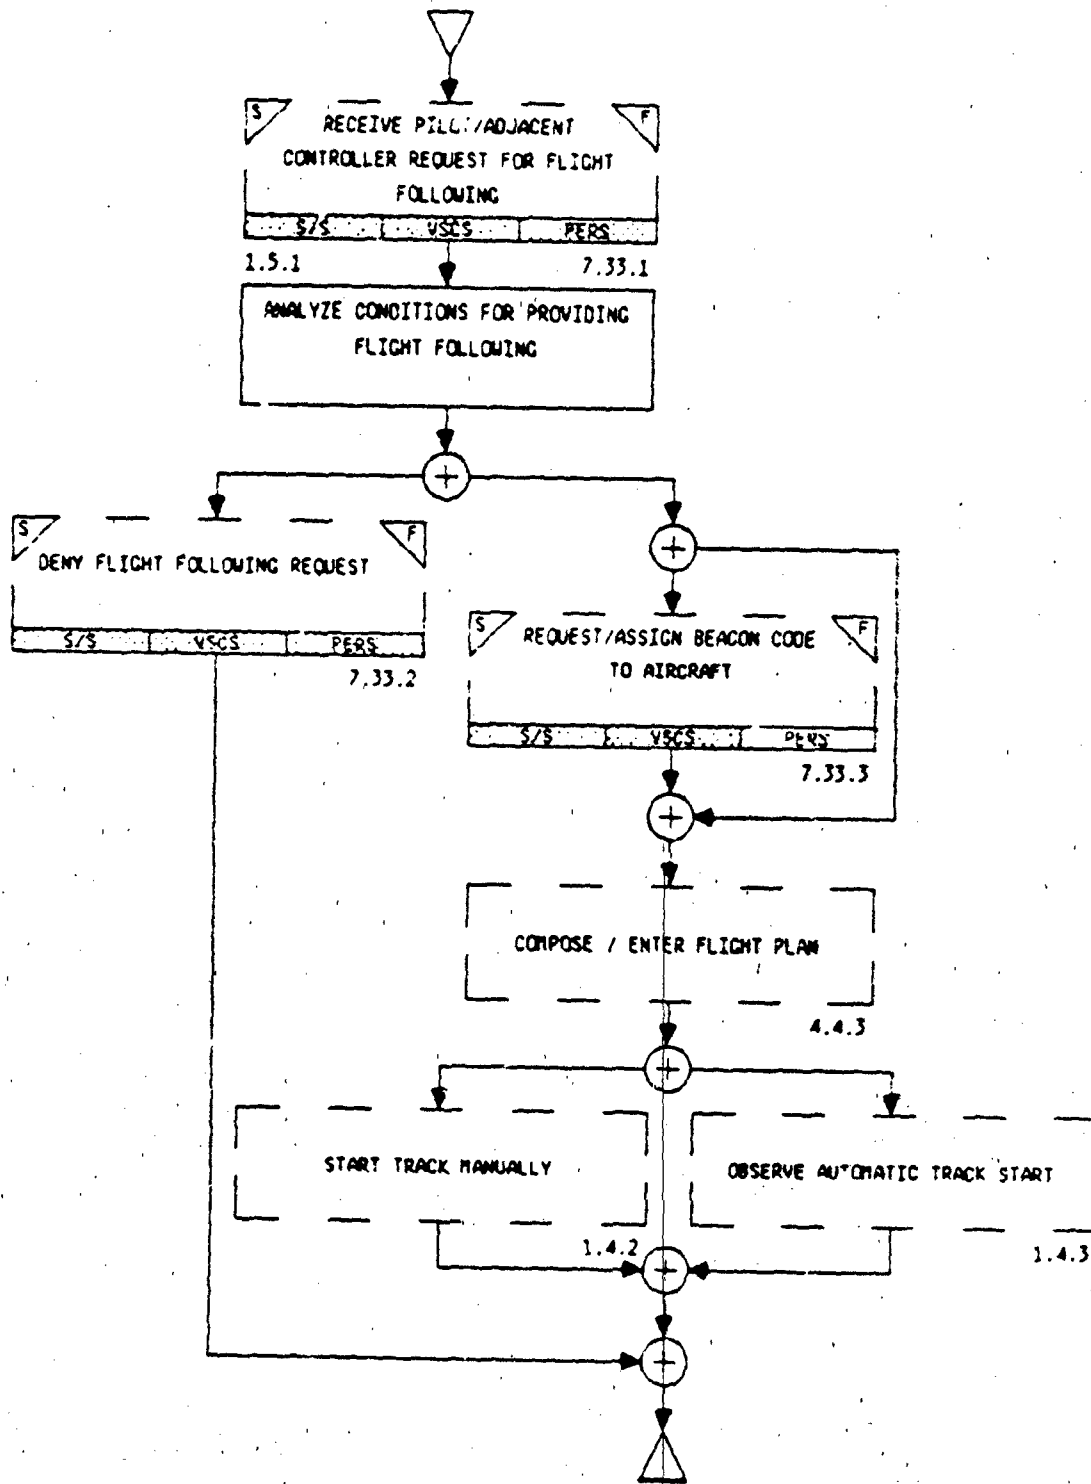 S
F
RECEIVE PILOT/ADJACENT
CONTROLLER REQUEST FOR FLIGHT
FOLLOWING
S/S VSCS PERS
1.5.1 7.33.1
ANALYZE CONDITIONS FOR PROVIDING
FLIGHT FOLLOWING
S
F
DENY FLIGHT FOLLOWING REQUEST
S/S VSCS PERS
7.33.2
S
F
REQUEST/ASSIGN BEACON CODE
TO AIRCRAFT
S/S VSCS PERS
7.33.3
COMPOSE / ENTER FLIGHT PLAN
4.4.3
START TRACK MANUALLY
1.4.2
OBSERVE AUTOMATIC TRACK START
1.4.3